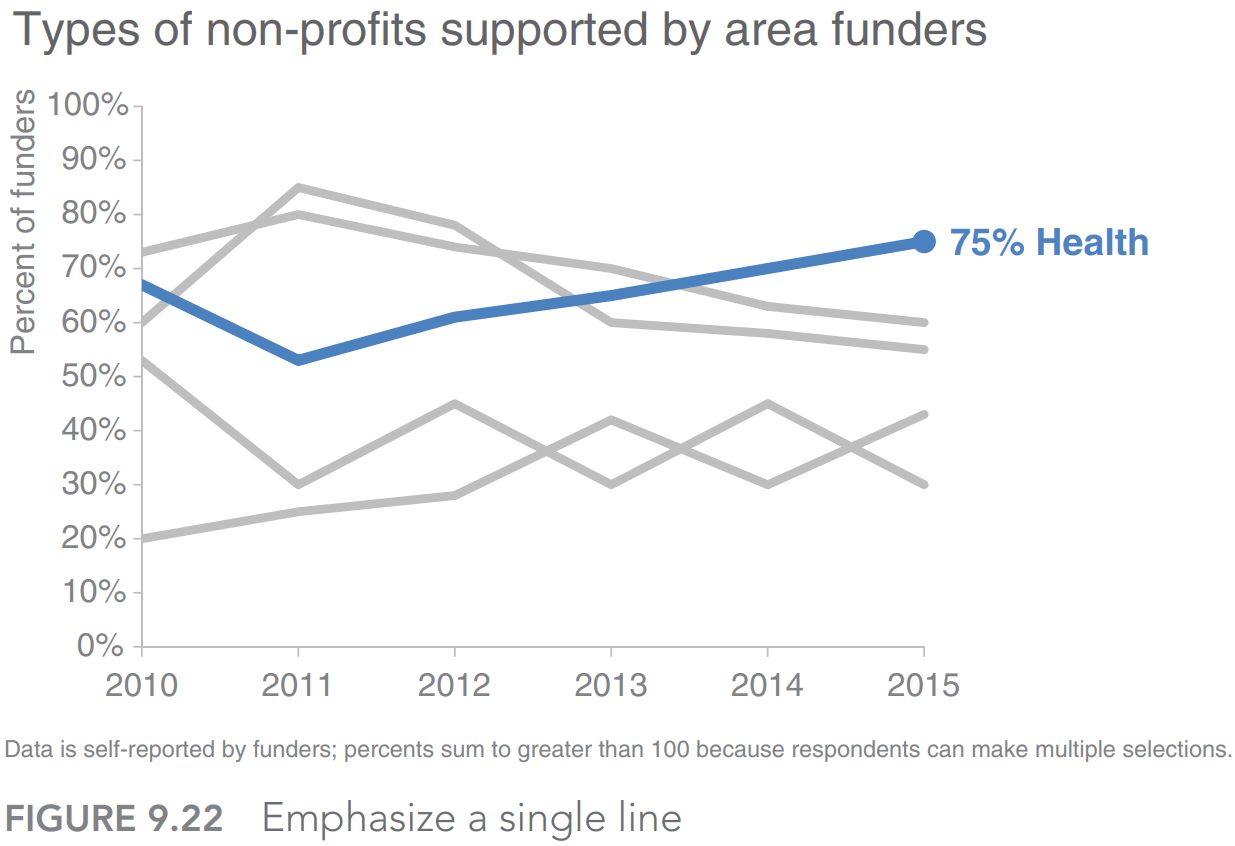 Types of non-profits supported by area funders
Percent of funders
100%
90%
80%
70%
60%
50%
40%
30%
20%
10%
0%
75% Health
2010 2011 2012 2013 2014 2015
Data is self-reported by funders; percents sum to greater than 100 because respondents can make multiple selections.
FIGURE 9.22 Emphasize a single line